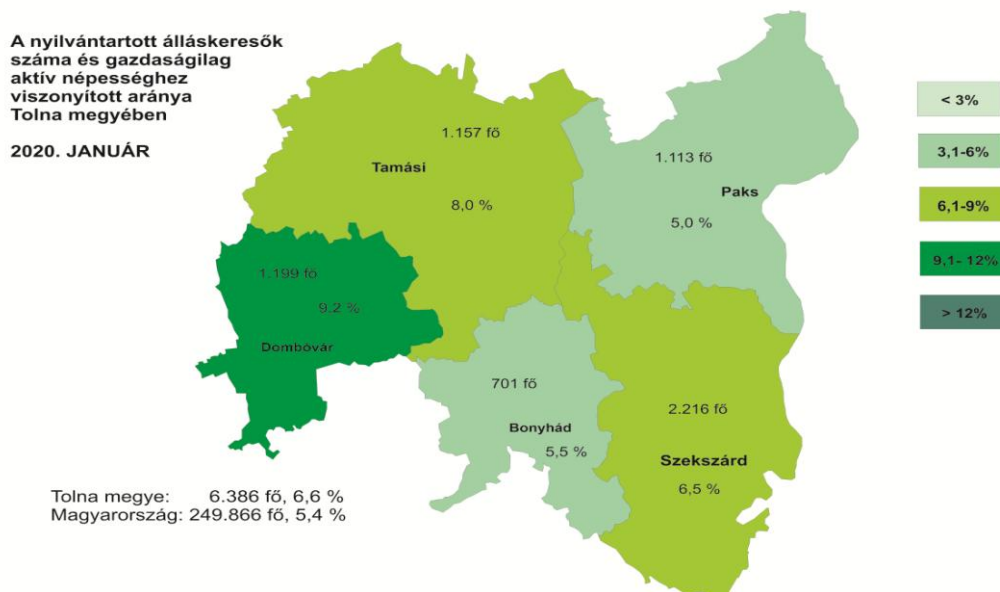 A nyilvántartott álláskeresők
száma és gazdaságilag
aktív népességhez
viszonyított aránya
Tolna megyében
2020. JANUÁR
1.157 fő
Tamási
8,0 %
1.113 fő
Paks
5,0 %
1.199 fő
9.2 %
Dombóvár
701 fő
Bonyhád
5,5 %
2.216 fő
Szekszárd
6,5 %
Tolna megye: 6.386 fő, 6,6 %
Magyarország: 249.866 fő, 5,4 %
< 3%
3,1-6%
6,1-9%
9,1- 12%
> 12%